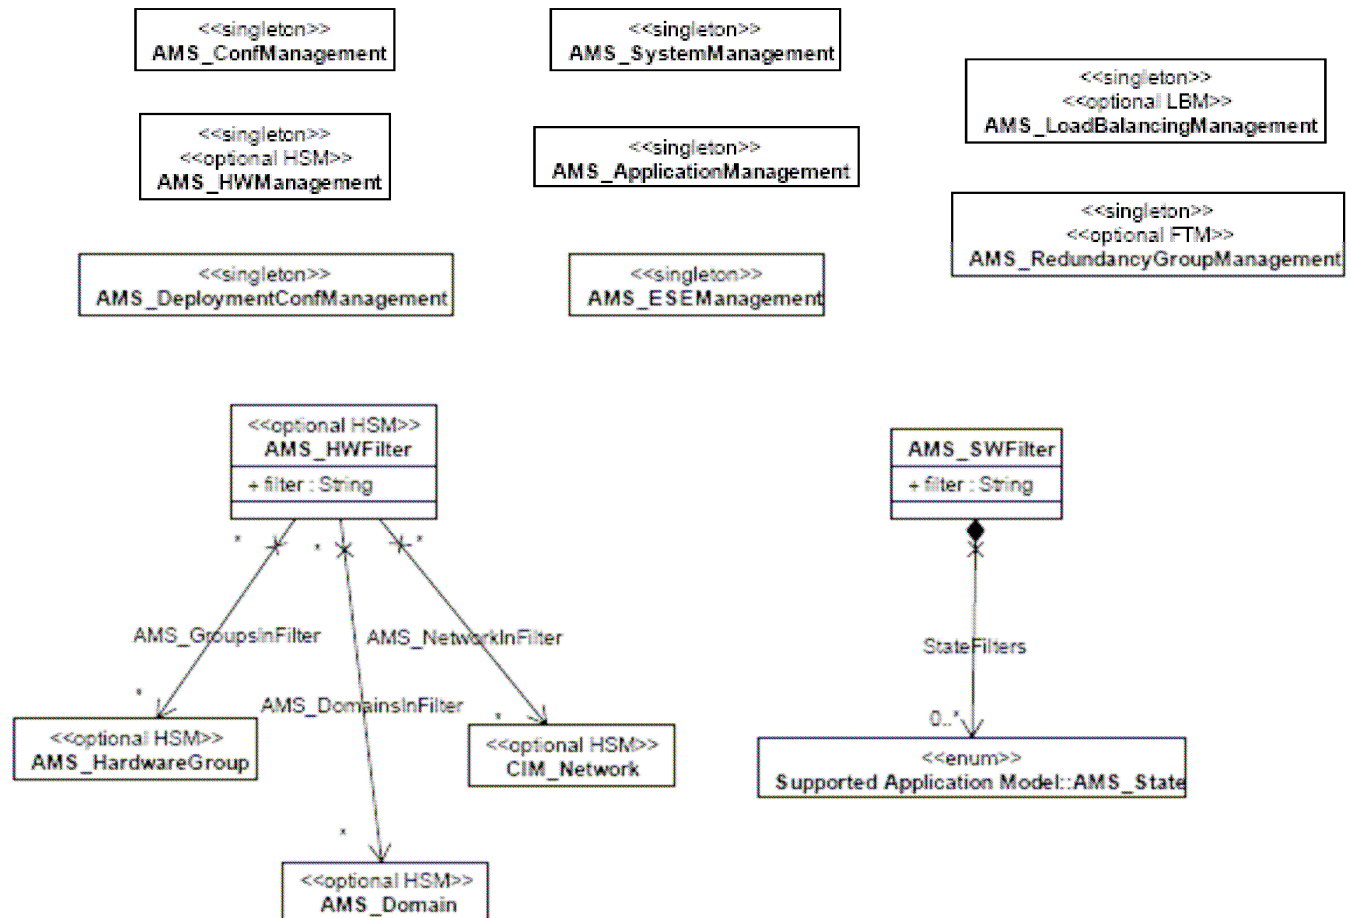 <<singleton>>
AMS_ConfManagement
<<singleton>>
AMS_SystemManagement
<<singleton>>
<<optional LBM>>
AMS_LoadBalancingManagement
<<singleton>>
<<optional HSM>>
AMS_HWManagement
<<singleton>>
AMS_ApplicationManagement
<<singleton>>
<<optional FTM>>
AMS_RedundancyGroupManagement
<<singleton>>
AMS_DeploymentConfManagement
<<singleton>>
AMS_ESEManagement
<<optional HSM>>
AMS_HWFilter
+ filter : String
AMS_SWFilter
+ filter : String
*
*
*
AMS_GroupsInFilter
AMS_NetworkInFilter
StateFilters
*
AMS_DomainsInFilter
*
0..*
<<optional HSM>>
AMS_HardwareGroup
<<optional HSM>>
CIM_Network
<<enum>>
Supported Application Model::AMS_State
*
<<optional HSM>>
AMS_Domain